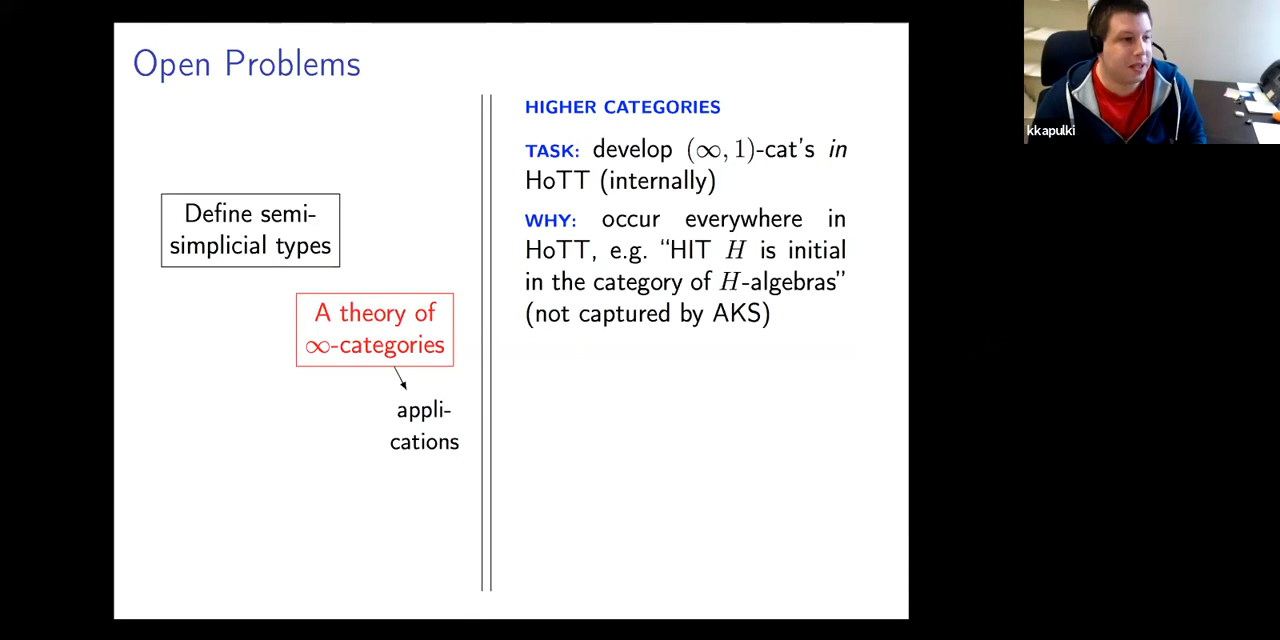 Open Problems
Define semi-
simplicial types
A theory of
∞-categories
appli-
cations
HIGHER CATEGORIES
TASK: develop (∞, 1)-cat's in
HoTT (internally)
WHY: occur everywhere in
HoTT, e.g. “HIT H is initial
in the category of H-algebras”
(not captured by AKS)
kkapulki